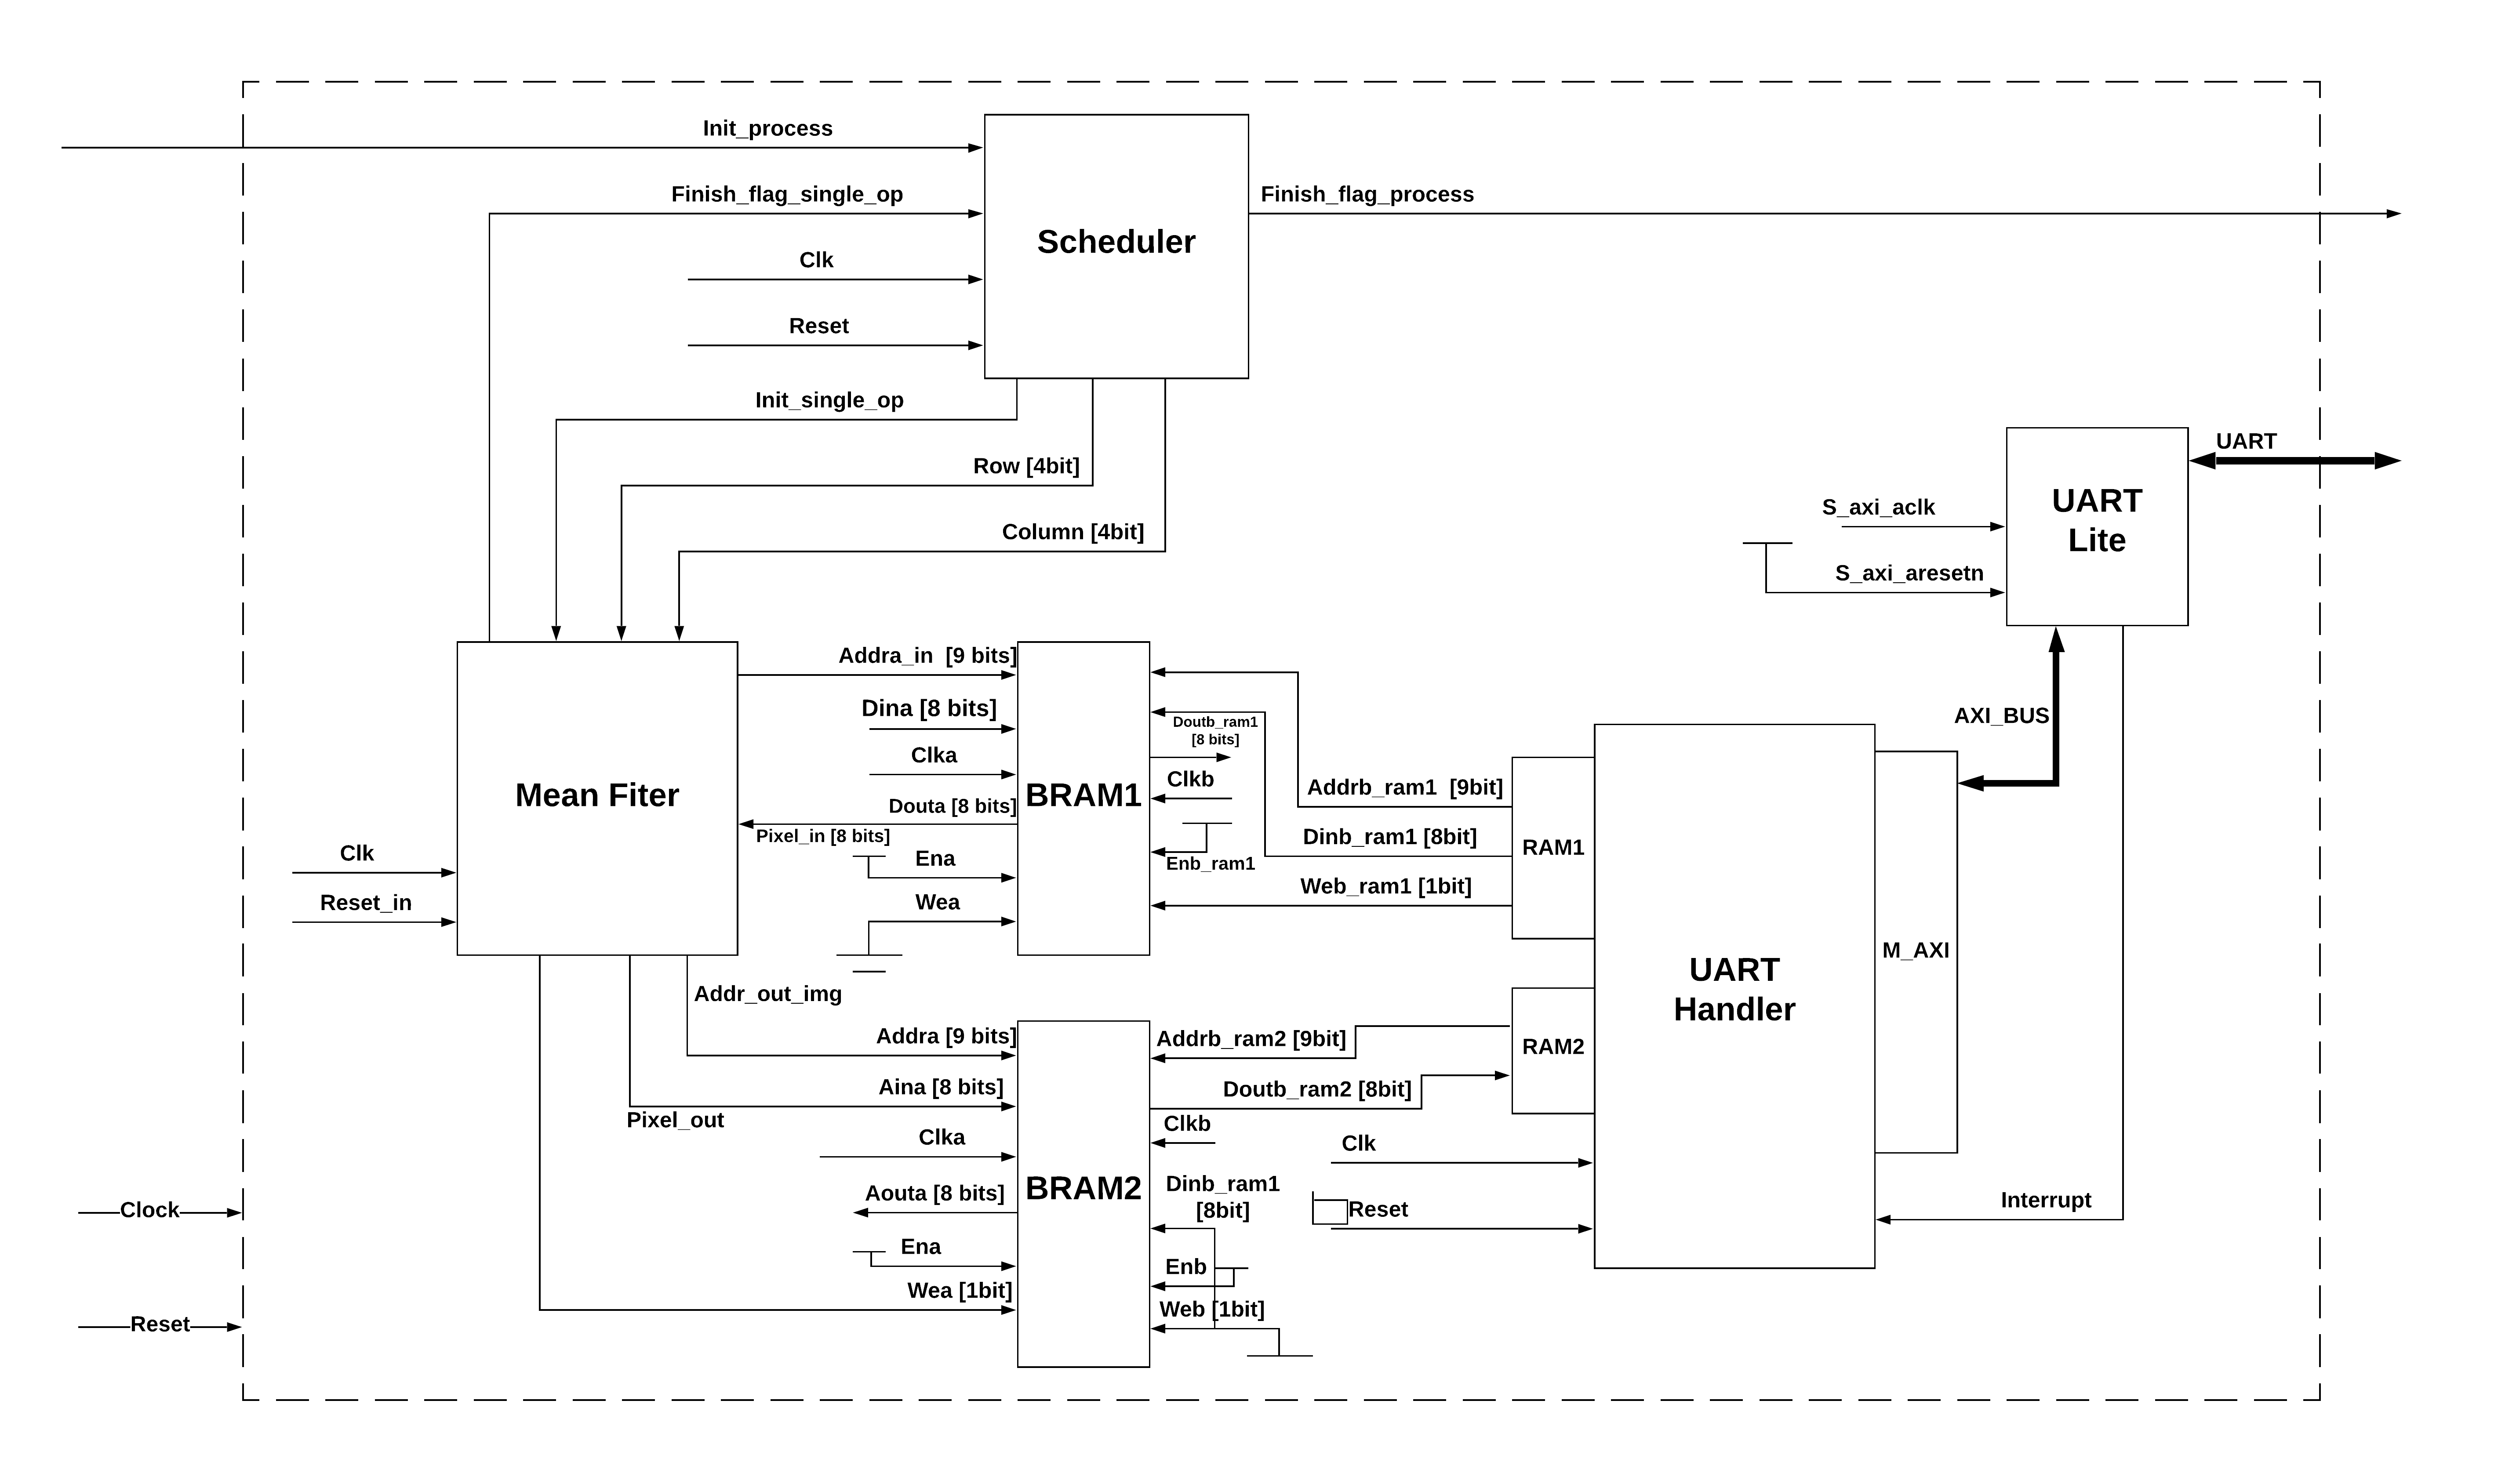 Init_process
Finish_flag_single_op
Clk
Reset
Scheduler
Finish_flag_process
Init_single_op
Row [4bit]
Column [4bit]
UART
S_axi_aclk
S_axi_aresetn
UART
Lite
AXI_BUS
Interrupt
Mean Fiter
Clk
Reset_in
Addra_in [9 bits]
Dina [8 bits]
Clka
Douta [8 bits]
Pixel_in [8 bits]
Ena
Wea
BRAM1
Doutb_ram1
[8 bits]
Clkb
Enb_ram1
Addrb_ram1 [9bit]
Dinb_ram1 [8bit]
Web_ram1 [1bit]
RAM1
RAM2
UART
Handler
M_AXI
Addr_out_img
Addra [9 bits]
Aina [8 bits]
Pixel_out
Clka
Aouta [8 bits]
Ena
Wea [1bit]
BRAM2
Addrb_ram2 [9bit]
Doutb_ram2 [8bit]
Clkb
Dinb_ram1
[8bit]
Enb
Web [1bit]
Clk
Reset
Clock
Reset